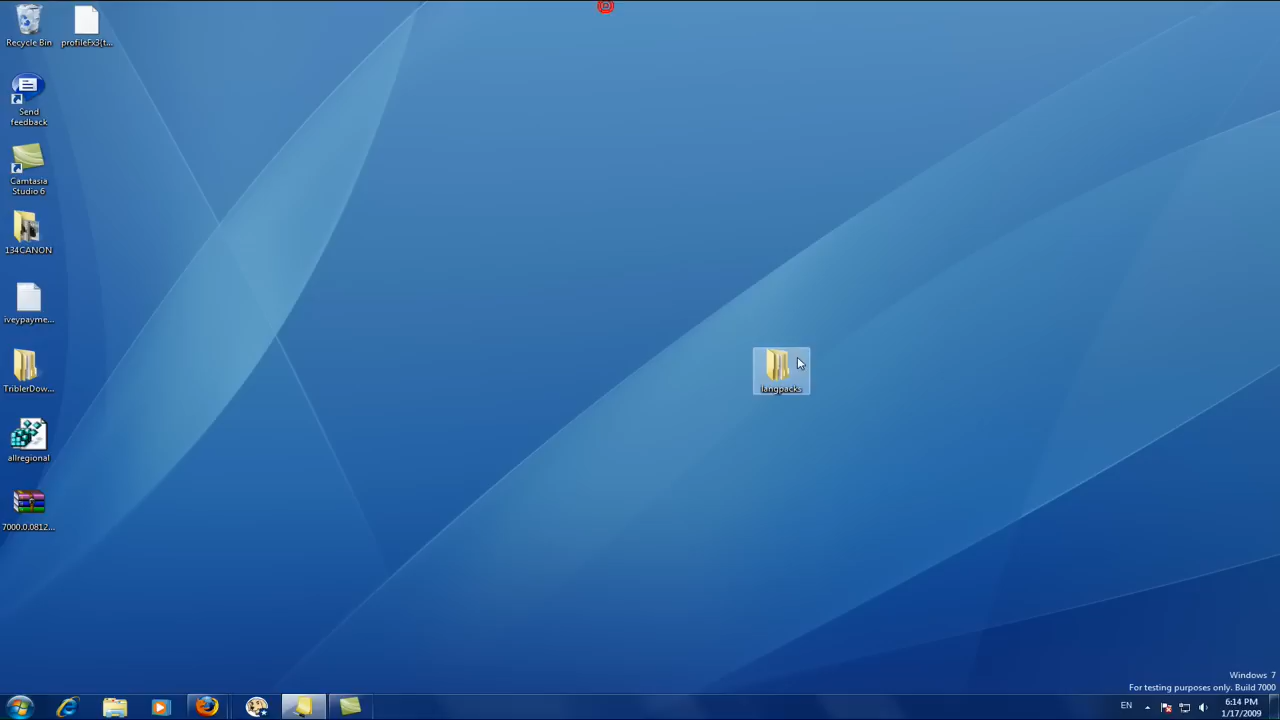 Recycle Bin
profileFx3(t...
Send
feedback
Camtasia
Studio 6
134CANON
iveypayme...
TriblerDow...
allregional
7000.0.0812...
langpacks
Windows 7
For testing purposes only. Build 7000
EN
6:14 PM
1/17/2009